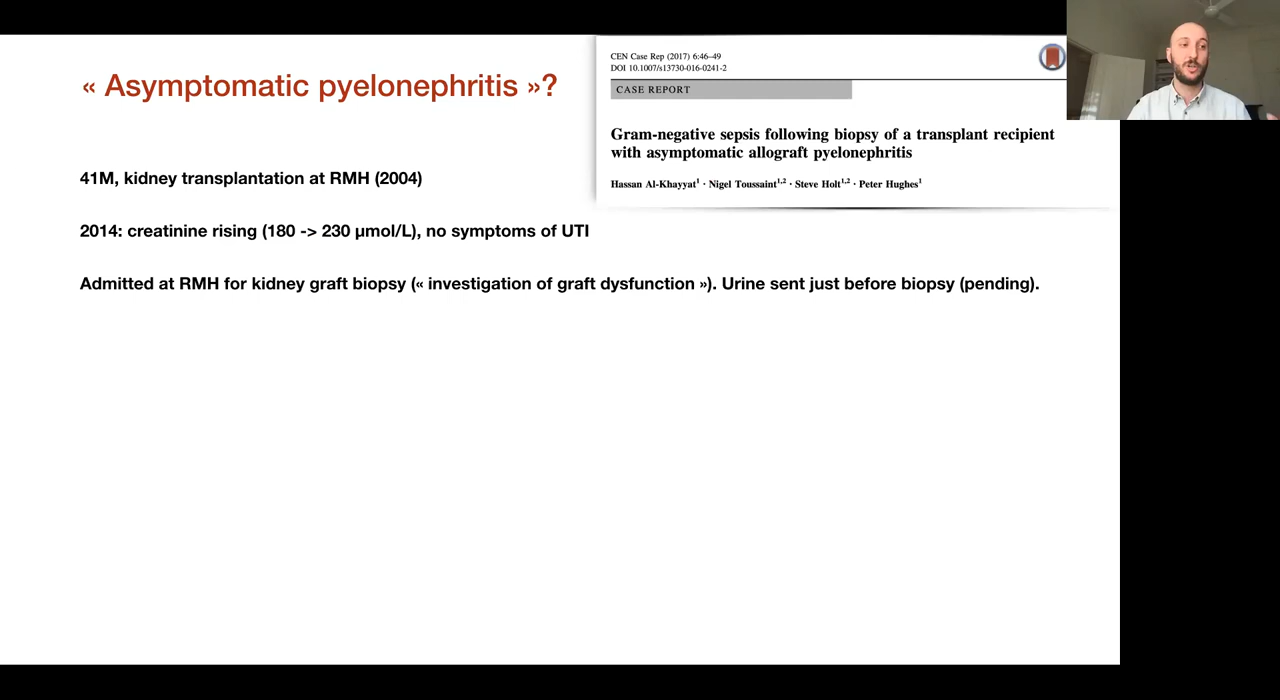 « Asymptomatic pyelonephritis »?
CEN Case Rep (2017) 6:46–49
DOI 10.1007/s13730-016-0241-2
CASE REPORT
Gram-negative sepsis following biopsy of a transplant recipient
with asymptomatic allograft pyelonephritis
Hassan Al-Khayyat1 · Nigel Toussaint1,2 · Steve Holt1,2 · Peter Hughes1
41M, kidney transplantation at RMH (2004)
2014: creatinine rising (180 -> 230 µmol/L), no symptoms of UTI
Admitted at RMH for kidney graft biopsy (« investigation of graft dysfunction »). Urine sent just before biopsy (pending).